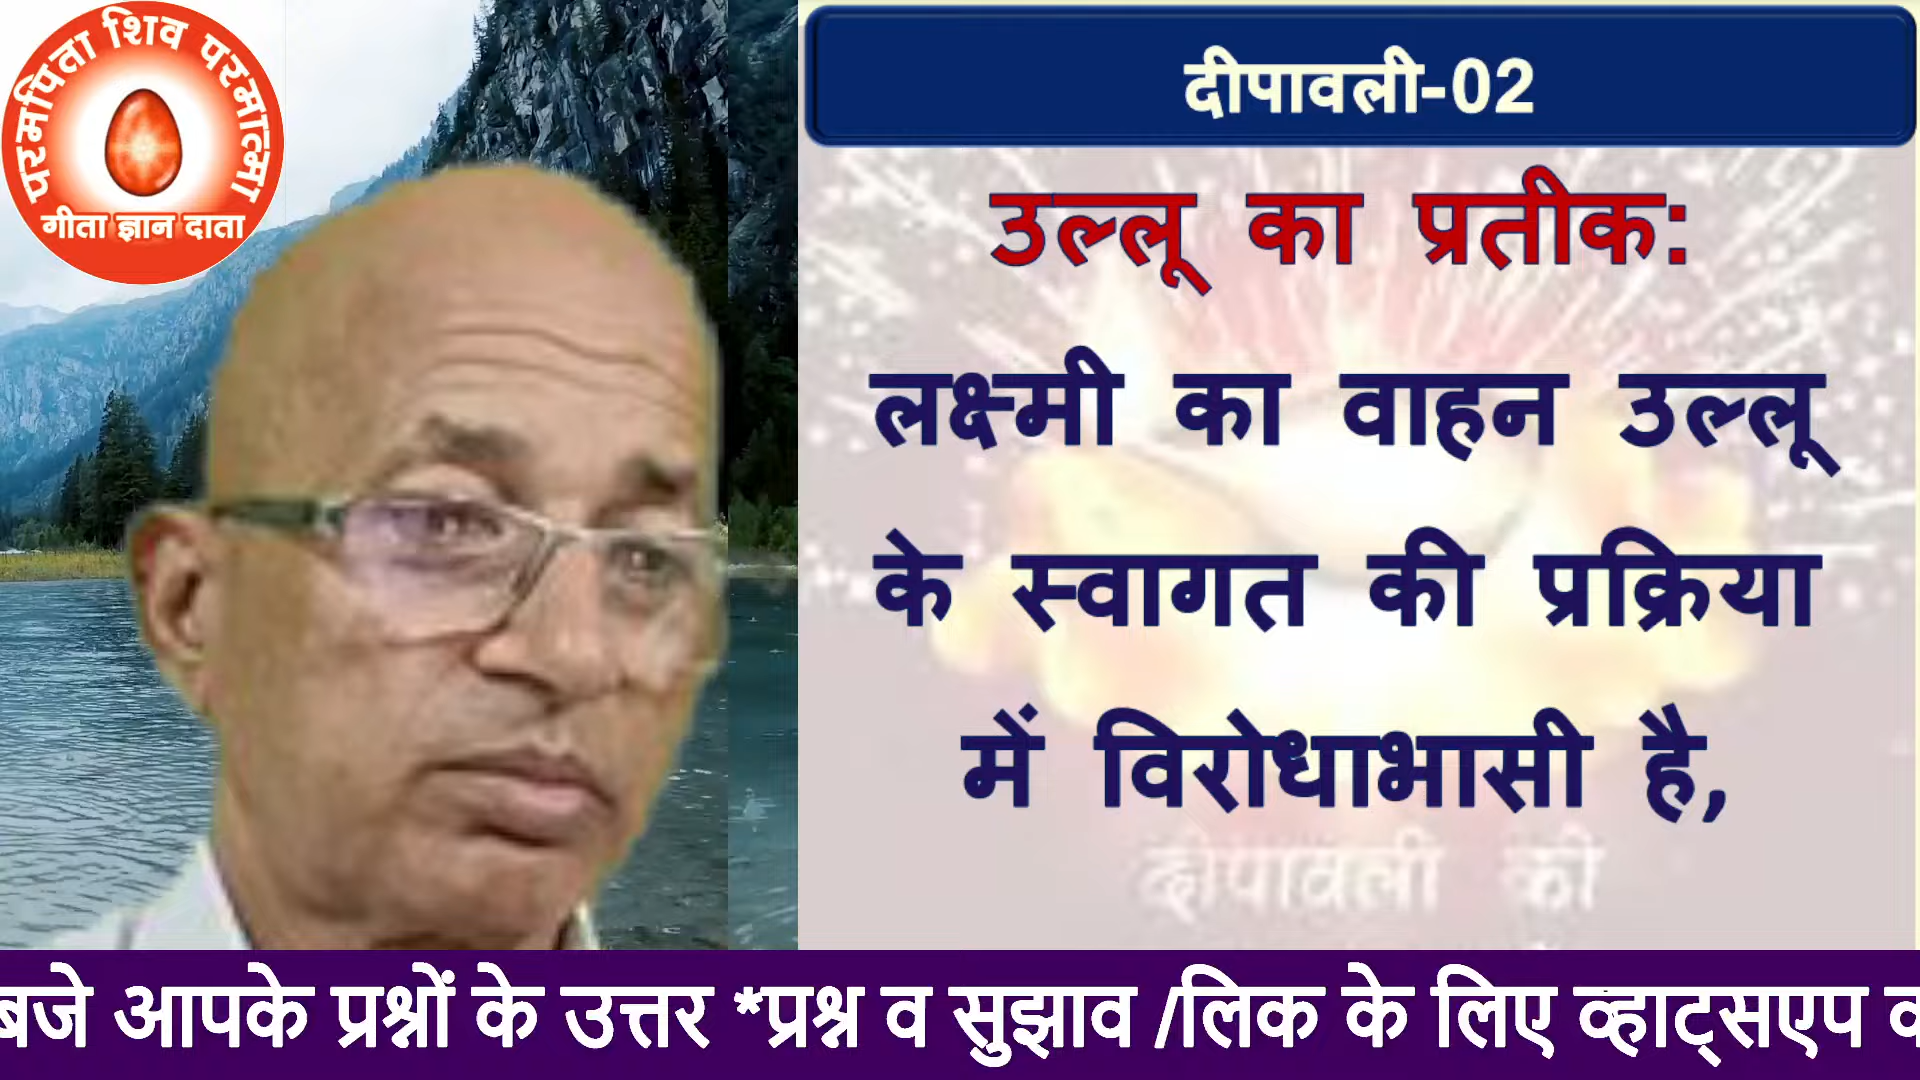 परमपिता शिव परमात्मा
गीता ज्ञान दाता
दीपावली-02
उल्लू का प्रतीक:
लक्ष्मी का वाहन उल्लू
के स्वागत की प्रक्रिया
में विरोधाभासी है,
दीपावली की
बजे आपके प्रश्नों के उत्तर *प्रश्न व सुझाव /लिक के लिए व्हाट्सएप